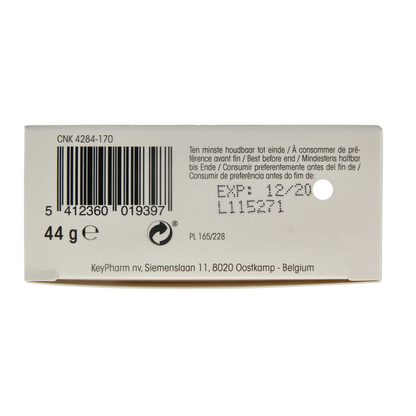 CNK 4284-170
Ten minste houdbaar tot einde / À consommer de pré-
férence avant fin / Best before end / Mindestens haltbar
bis Ende / Consumir preferentemente antes del fin de /
Consumir de preferência antes do fim de:
EXP: 12/20
L115271
5 412360 019397
44 g ℮
PL 165/228
KeyPharm nv, Siemenslaan 11, 8020 Oostkamp - Belgium